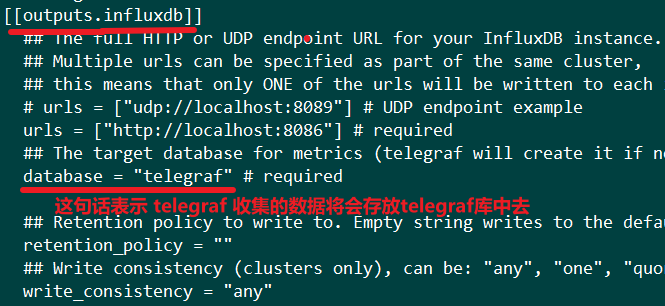 [[outputs.influxdb]]
## The full HTTP or UDP endpoint URL for your InfluxDB instance.
## Multiple urls can be specified as part of the same cluster,
## this means that only ONE of the urls will be written to each
# urls = ["udp://localhost:8089"] # UDP endpoint example
urls = ["http://localhost:8086"] # required
## The target database for metrics (telegraf will create it if
database = "telegraf" # required
这句话表示 telegraf 收集的数据将会存放telegraf库中去
## Retention policy to write to. Empty string writes to the
retention_policy = ""
## Write consistency (clusters only), can be: "any", "one",
write_consistency = "any"